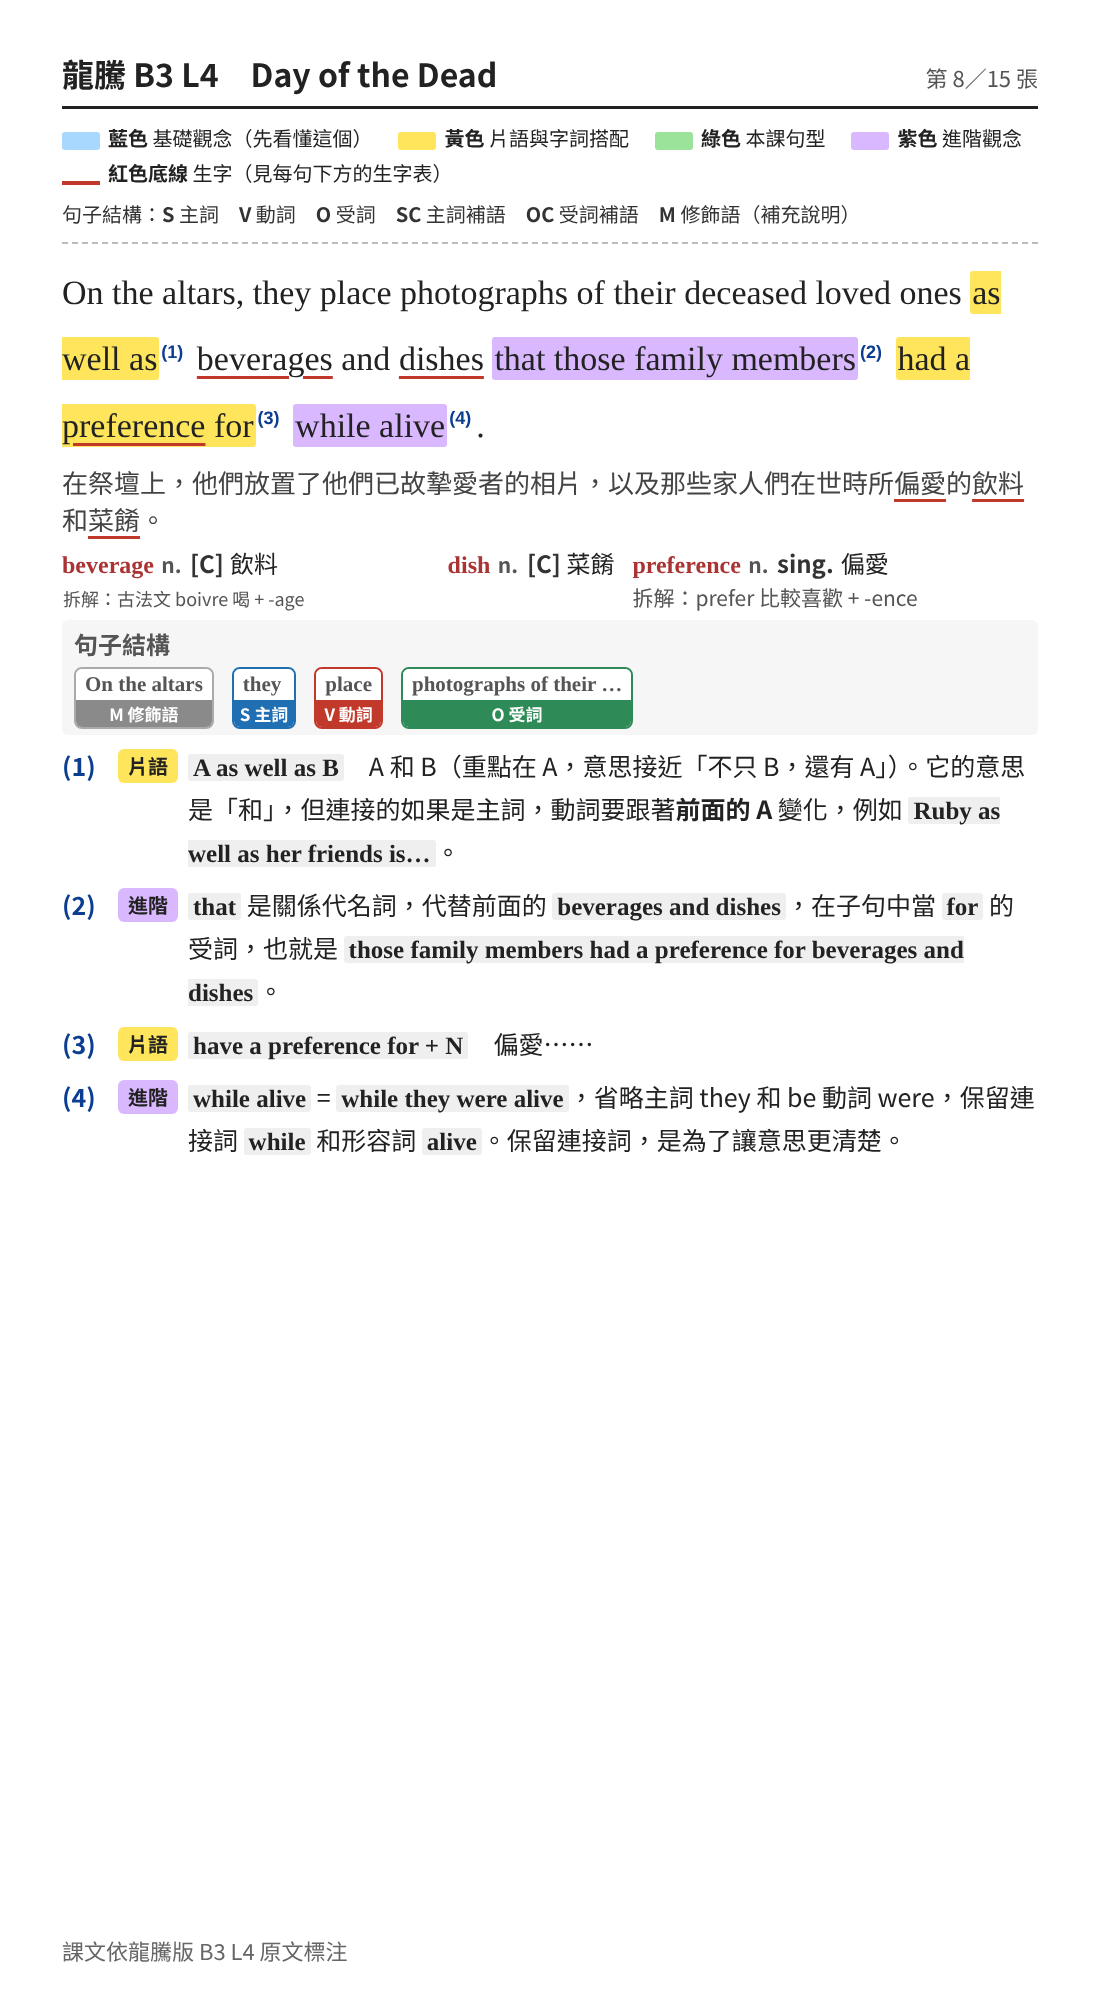 龍騰 B3 L4　Day of the Dead
第 8／15 張
藍色 基礎觀念（先看懂這個） 黃色 片語與字詞搭配 綠色 本課句型 紫色 進階觀念
紅色底線 生字（見每句下方的生字表）
句子結構：S 主詞 V 動詞 O 受詞 SC 主詞補語 OC 受詞補語 M 修飾語（補充說明）
On the altars, they place photographs of their deceased loved ones as
well as(1) beverages and dishes that those family members(2) had a
preference for(3) while alive(4).
在祭壇上，他們放置了他們已故摯愛者的相片，以及那些家人們在世時所偏愛的飲料
和菜餚。
beverage n. [C] 飲料 dish n. [C] 菜餚 preference n. sing. 偏愛
拆解：古法文 boivre 喝 + -age 拆解：prefer 比較喜歡 + -ence
句子結構
On the altars they place photographs of their …
M 修飾語 S 主詞 V 動詞 O 受詞
(1) 片語 A as well as B　A 和 B（重點在 A，意思接近「不只 B，還有 A」）。它的意思
是「和」，但連接的如果是主詞，動詞要跟著前面的 A 變化，例如 Ruby as
well as her friends is…。
(2) 進階 that 是關係代名詞，代替前面的 beverages and dishes，在子句中當 for 的
受詞，也就是 those family members had a preference for beverages and
dishes。
(3) 片語 have a preference for + N　偏愛……
(4) 進階 while alive = while they were alive，省略主詞 they 和 be 動詞 were，保留連
接詞 while 和形容詞 alive。保留連接詞，是為了讓意思更清楚。
課文依龍騰版 B3 L4 原文標注